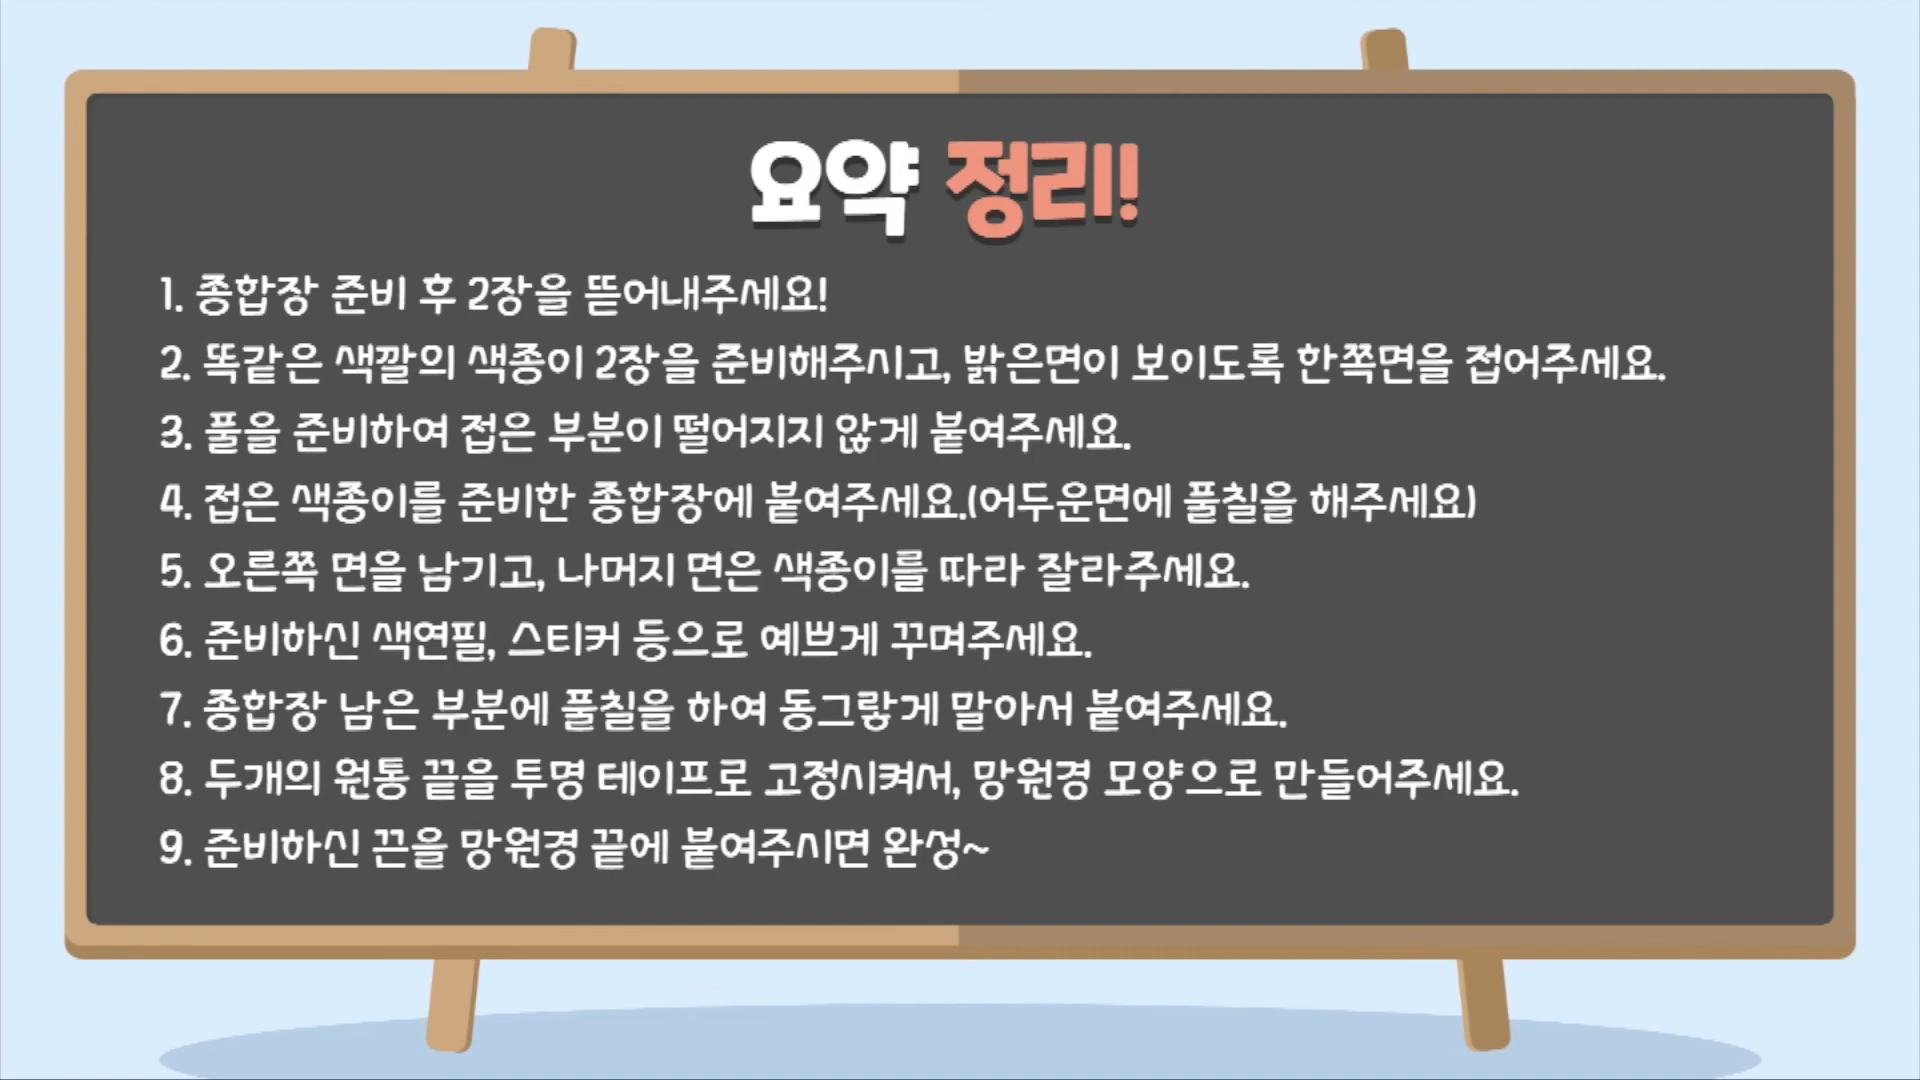 요약 정리!
1. 종합장 준비 후 2장을 뜯어내주세요!
2. 똑같은 색깔의 색종이 2장을 준비해주시고, 밝은면이 보이도록 한쪽면을 접어주세요.
3. 풀을 준비하여 접은 부분이 떨어지지 않게 붙여주세요.
4. 접은 색종이를 준비한 종합장에 붙여주세요.(어두운면에 풀칠을 해주세요)
5. 오른쪽 면을 남기고, 나머지 면은 색종이를 따라 잘라주세요.
6. 준비하신 색연필, 스티커 등으로 예쁘게 꾸며주세요.
7. 종합장 남은 부분에 풀칠을 하여 동그랗게 말아서 붙여주세요.
8. 두개의 원통 끝을 투명 테이프로 고정시켜서, 망원경 모양으로 만들어주세요.
9. 준비하신 끈을 망원경 끝에 붙여주시면 완성~